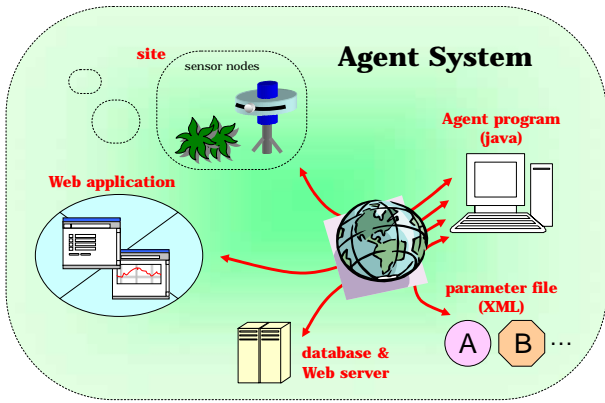 Agent System
site
sensor nodes
Agent program
(java)
Web application
parameter file
(XML)
A
B
...
database &
Web server